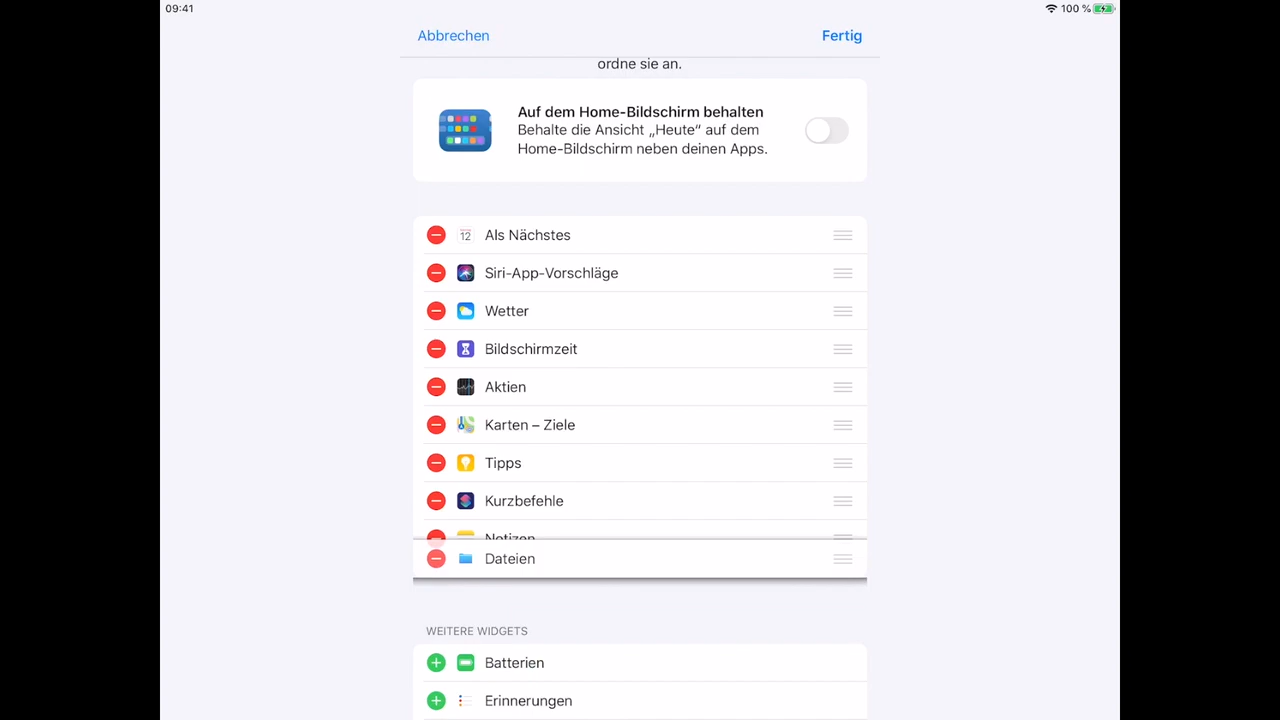 09:41
100 %
Abbrechen
Fertig
ordne sie an.
Auf dem Home-Bildschirm behalten
Behalte die Ansicht „Heute“ auf dem
Home-Bildschirm neben deinen Apps.
12
Als Nächstes
Siri-App-Vorschläge
Wetter
Bildschirmzeit
Aktien
Karten – Ziele
Tipps
Kurzbefehle
Notizen
Dateien
WEITERE WIDGETS
Batterien
Erinnerungen